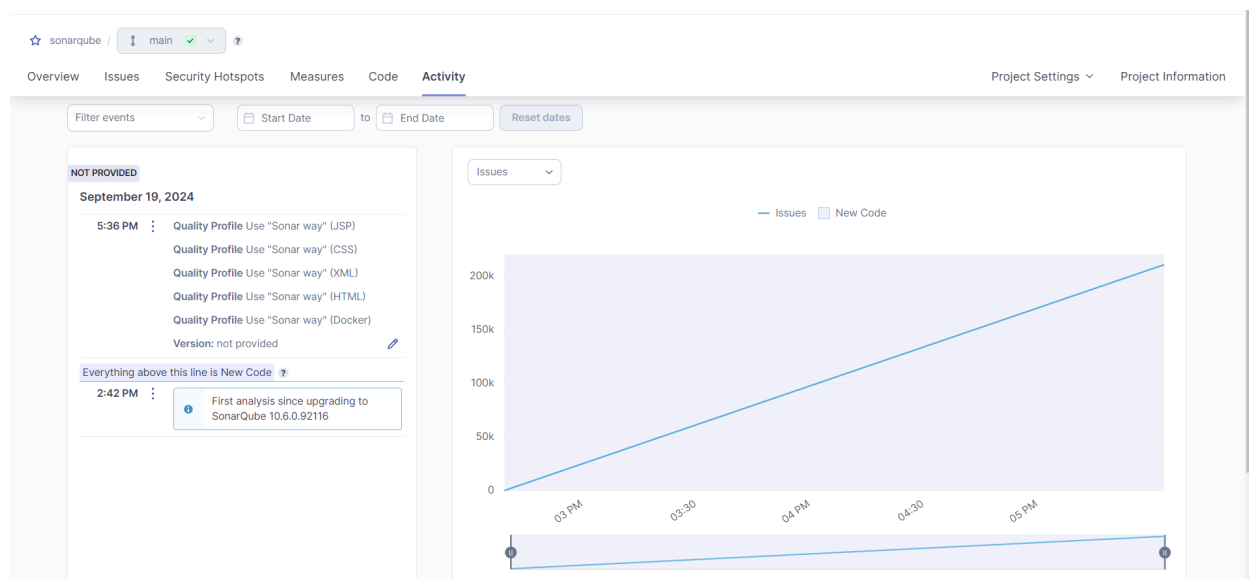 sonarqube / main ?
Overview Issues Security Hotspots Measures Code Activity Project Settings Project Information
Filter events Start Date to End Date Reset dates
NOT PROVIDED
September 19, 2024
5:36 PM Quality Profile Use "Sonar way" (JSP)
Quality Profile Use "Sonar way" (CSS)
Quality Profile Use "Sonar way" (XML)
Quality Profile Use "Sonar way" (HTML)
Quality Profile Use "Sonar way" (Docker)
Version: not provided
Everything above this line is New Code ?
2:42 PM First analysis since upgrading to
SonarQube 10.6.0.92116
Issues
Issues New Code
200k
150k
100k
50k
0
03 PM 03:30 04 PM 04:30 05 PM